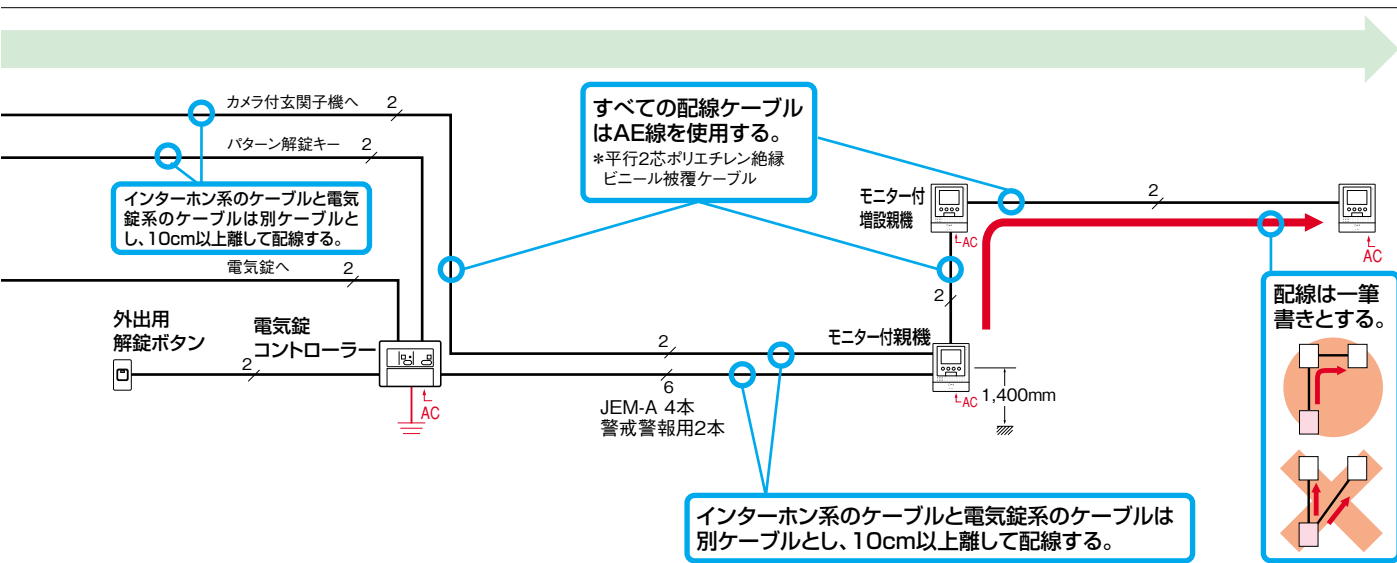 カメラ付玄関子機へ 2
パターン解錠キー 2
インターホン系のケーブルと電気
錠系のケーブルは別ケーブルと
し、10cm以上離して配線する。
電気錠へ 2
外出用
解錠ボタン
2
電気錠
コントローラー
AC
すべての配線ケーブル
はAE線を使用する。
*平行2芯ポリエチレン絶縁
ビニール被覆ケーブル
モニター付
増設親機
AC
2
AC
2
モニター付親機
AC
1,400mm
2
6
JEM-A 4本
警戒警報用2本
インターホン系のケーブルと電気錠系のケーブルは
別ケーブルとし、10cm以上離して配線する。
配線は一筆
書きとする。